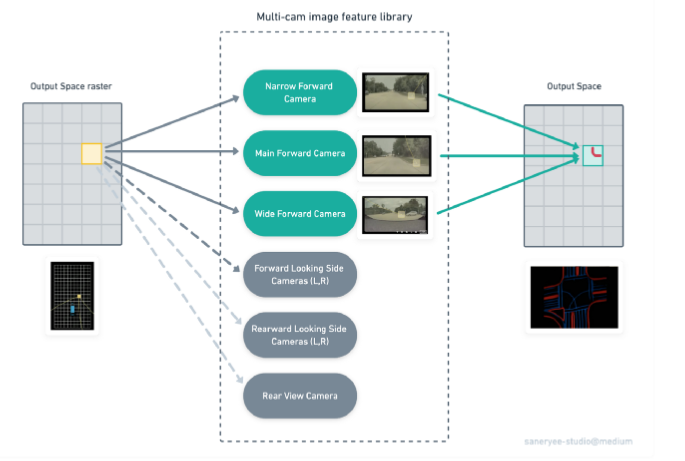 Multi-cam image feature library
Output Space raster
Output Space
Narrow Forward
Camera
Main Forward Camera
Wide Forward Camera
Forward Looking Side
Cameras (L,R)
Rearward Looking Side
Cameras (L,R)
Rear View Camera
saneryee-studio@medium